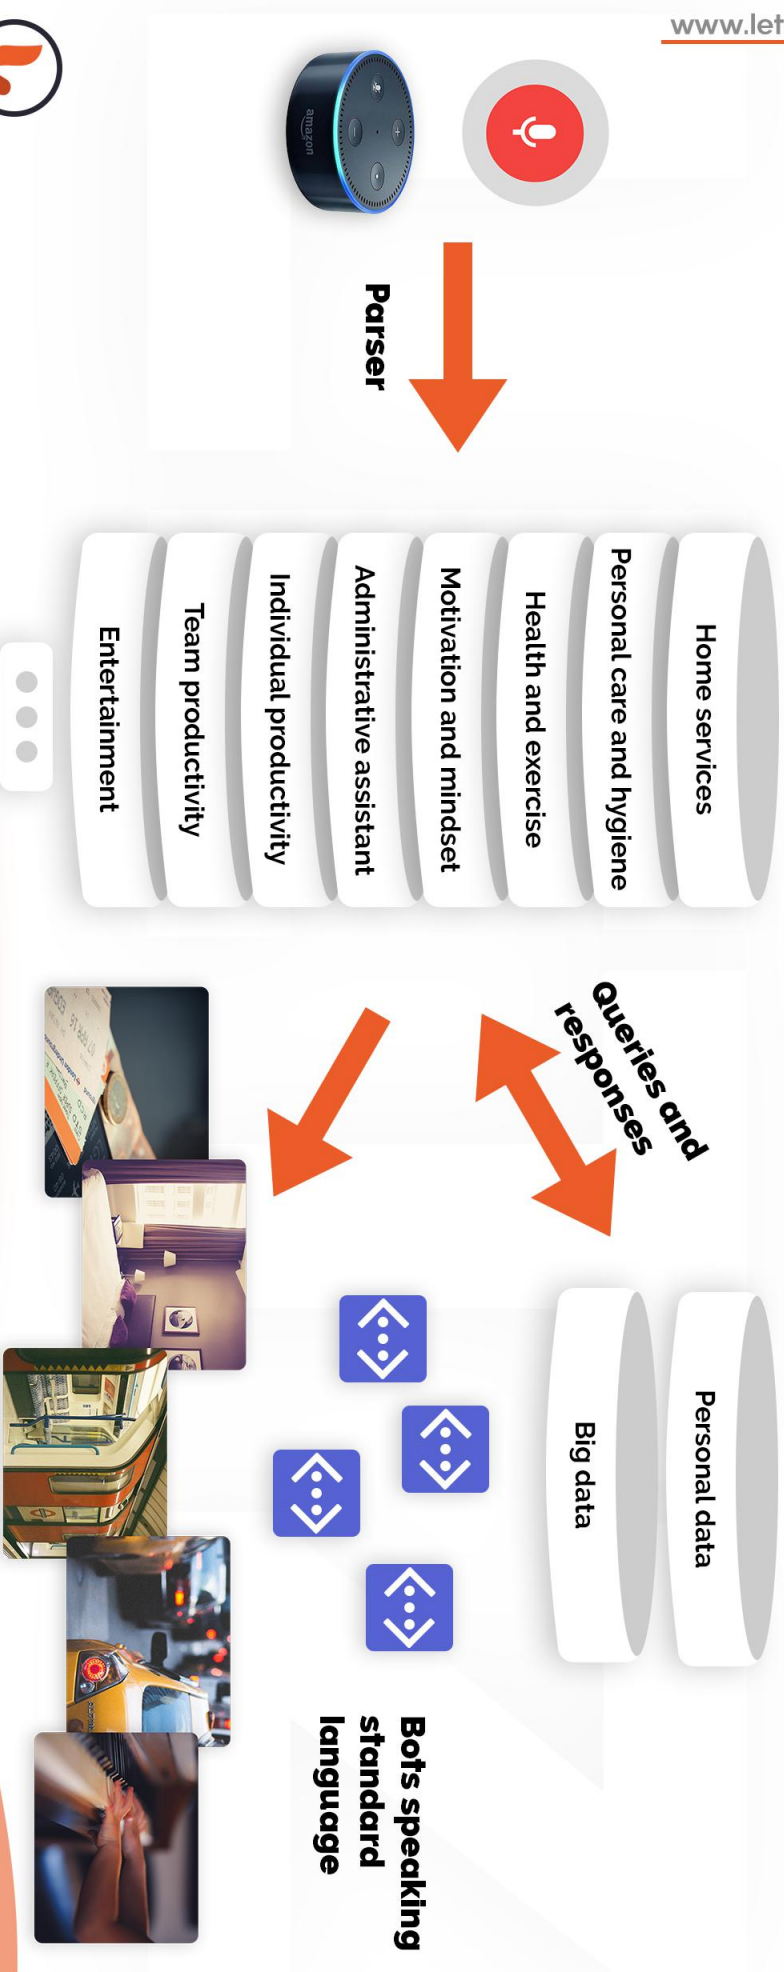 www.let
amazon
Parser
Home services
Personal care and hygiene
Health and exercise
Motivation and mindset
Administrative assistant
Individual productivity
Team productivity
Entertainment
Queries and
responses
Personal data
Big data
Bots speaking
standard
language